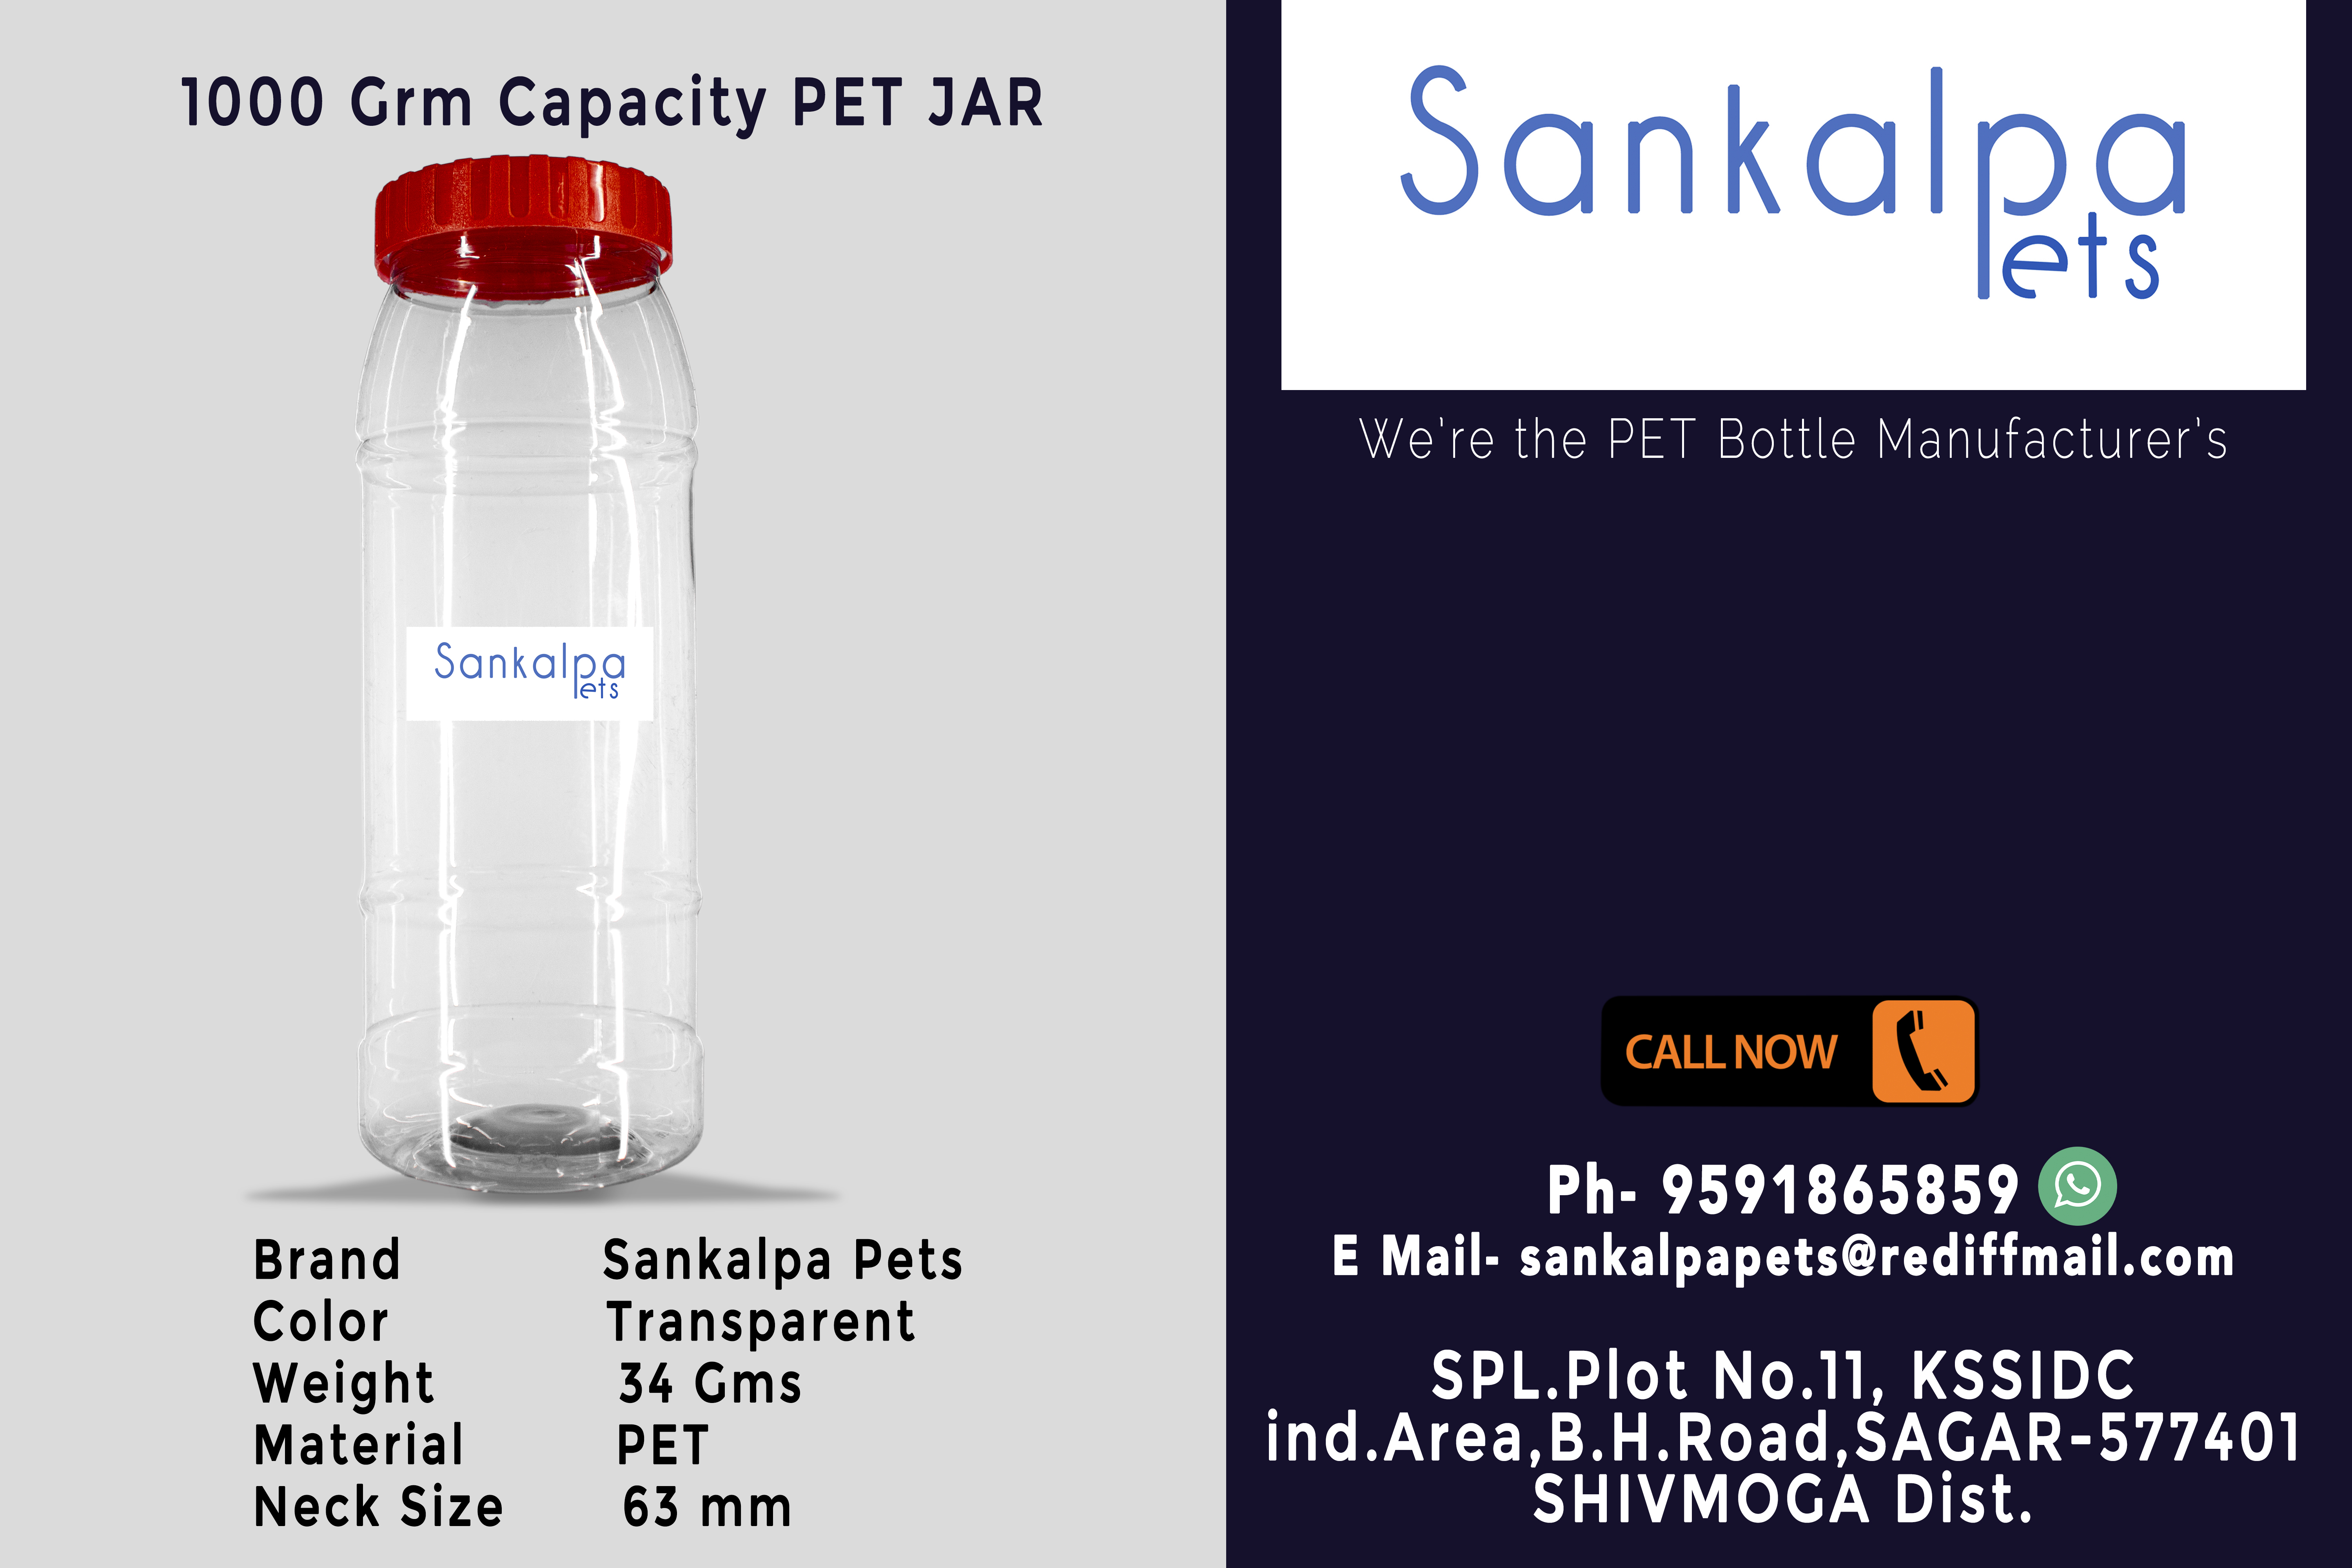 1000 Grm Capacity PET JAR
Sankalpa
ets
Brand Sankalpa Pets
Color Transparent
Weight 34 Gms
Material PET
Neck Size 63 mm
Sankalpa
ets
We're the PET Bottle Manufacturer's
CALL NOW
Ph- 9591865859
E Mail- sankalpapets@rediffmail.com
SPL.Plot No.11, KSSIDC
ind.Area,B.H.Road,SAGAR-577401
SHIVMOGA Dist.